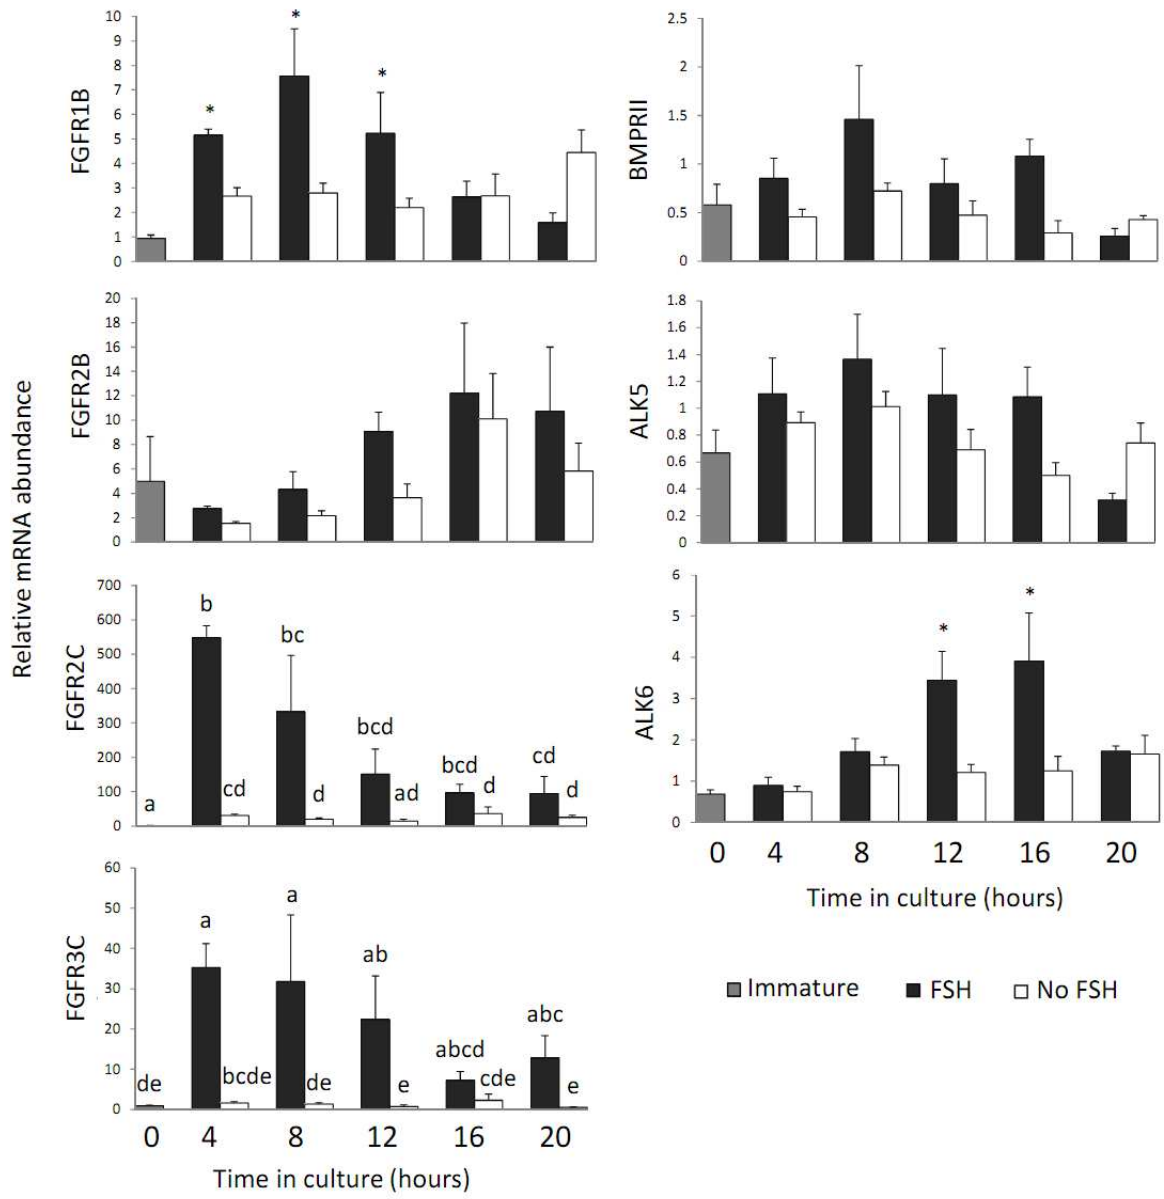 Relative mRNA abundance
FGFR1B
10
9
8
7
6
5
4
3
2
1
0
*
*
*
FGFR2B
20
18
16
14
12
10
8
6
4
2
0
FGFR2C
700
600
500
400
300
200
100
0
a
b
cd
bc
d
bcd
ad
bcd
d
cd
d
FGFR3C
60
50
40
30
20
10
0
de
a
bcde
a
de
ab
e
abcd
cde
abc
e
0 4 8 12 16 20
Time in culture (hours)
BMPRII
2.5
2
1.5
1
0.5
0
ALK5
1.8
1.6
1.4
1.2
1
0.8
0.6
0.4
0.2
0
ALK6
6
5
4
3
2
1
0
*
*
0 4 8 12 16 20
Time in culture (hours)
Immature FSH No FSH